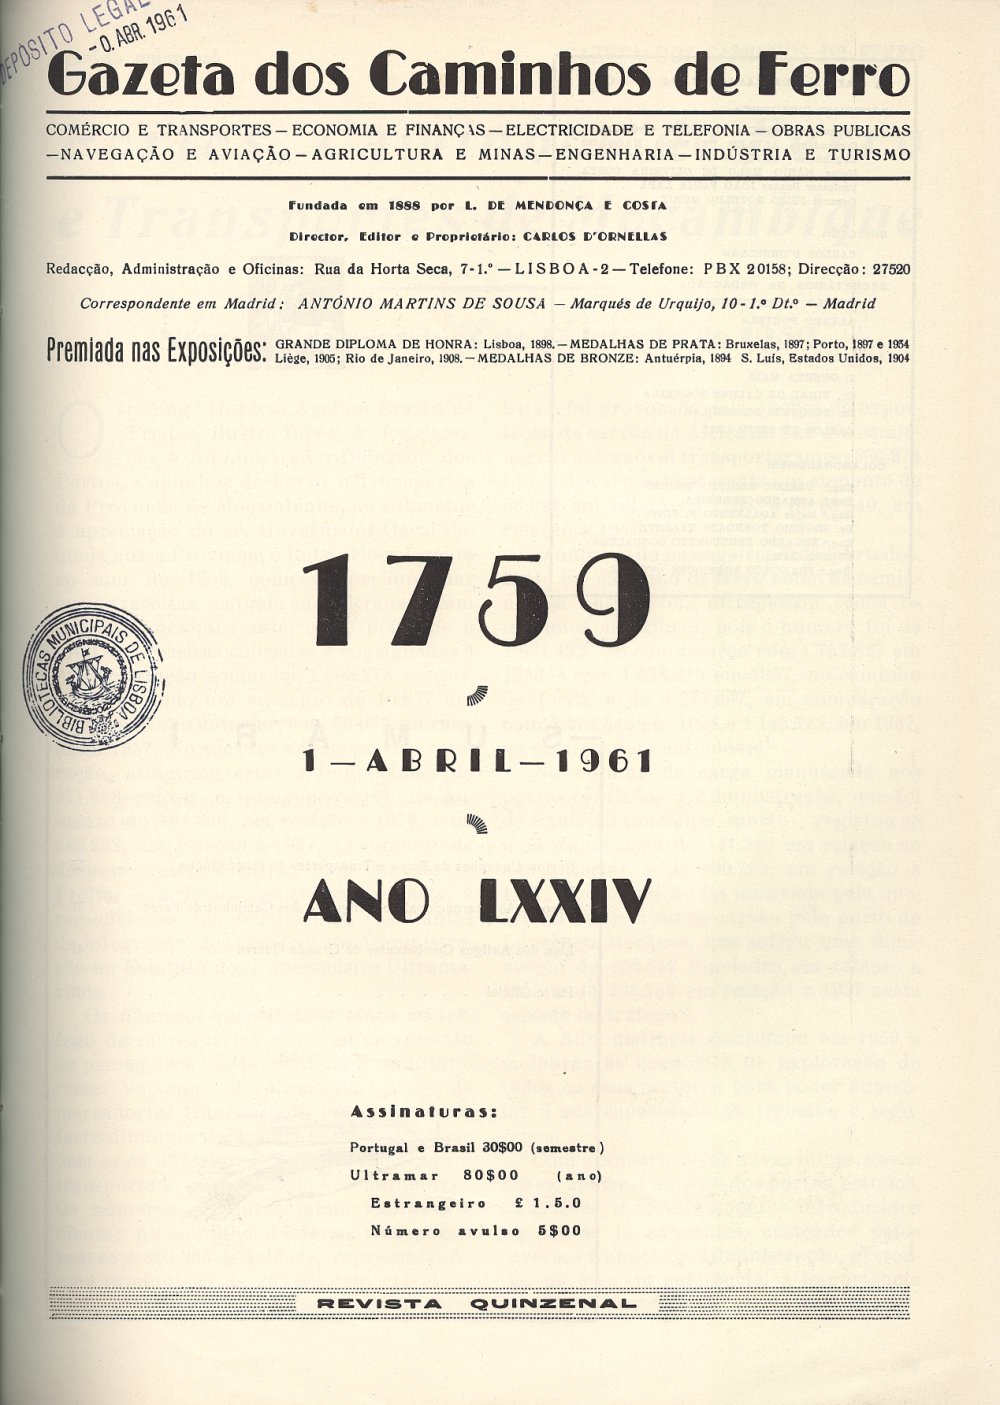 DEPÓSITO LEGAL
-0. ABR. 1961
Gazeta dos Caminhos de Ferro
COMÉRCIO E TRANSPORTES — ECONOMIA E FINANÇAS — ELECTRICIDADE E TELEFONIA — OBRAS PUBLICAS
—NAVEGAÇÃO E AVIAÇÃO — AGRICULTURA E MINAS — ENGENHARIA — INDÚSTRIA E TURISMO
Fundada em 1888 por L. DE MENDONÇA E COSTA
Director, Editor e Proprietário: CARLOS D'ORNELLAS
Redacção, Administração e Oficinas: Rua da Horta Seca, 7-1.º — LISBOA-2 — Telefone: PBX 20158; Direcção: 27520
Correspondente em Madrid: ANTÓNIO MARTINS DE SOUSA — Marqués de Urquijo, 10-1.º Dt.º — Madrid
Premiada nas Exposições:
GRANDE DIPLOMA DE HONRA: Lisboa, 1898. — MEDALHAS DE PRATA: Bruxelas, 1897; Porto, 1897 e 1934
Liège, 1905; Rio de Janeiro, 1908. — MEDALHAS DE BRONZE: Antuérpia, 1894 S. Luís, Estados Unidos, 1904
1759
BIBLIOTECAS MUNICIPAIS DE LISBOA
1 — ABRIL — 1961
ANO LXXIV
Assinaturas:
Portugal e Brasil 30$00 (semestre)
Ultramar 80$00 (ano)
Estrangeiro £ 1.5.0
Número avulso 5$00
REVISTA QUINZENAL